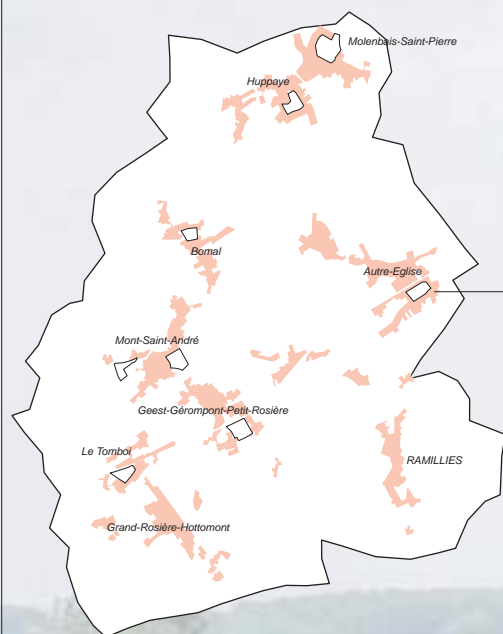 Molenbais-Saint-Pierre
Huppaye
Bomal
Autre-Eglise
Mont-Saint-André
Geest-Gérompont-Petit-Rosière
Le Tomboi
RAMILLIES
Grand-Rosière-Hottomont